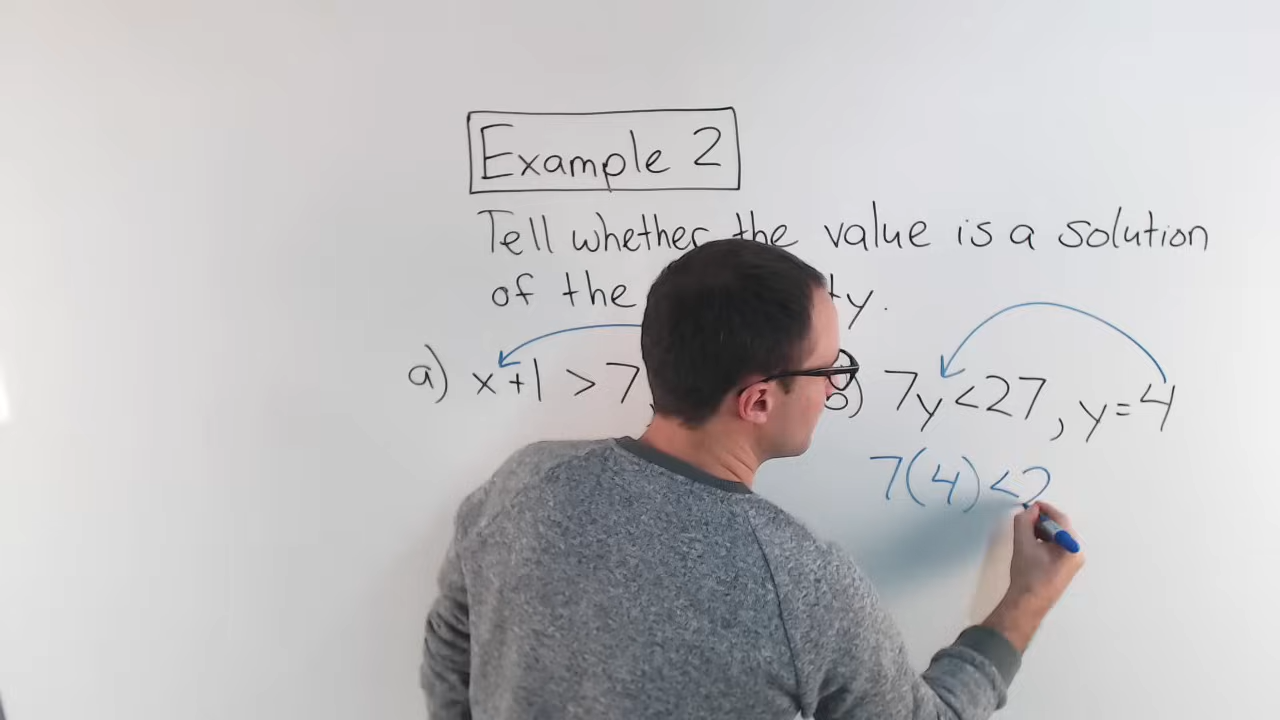 Example 2
Tell whether the value is a solution
of the
a) x+1 > 7
7y < 27, y = 4
7(4) < 2